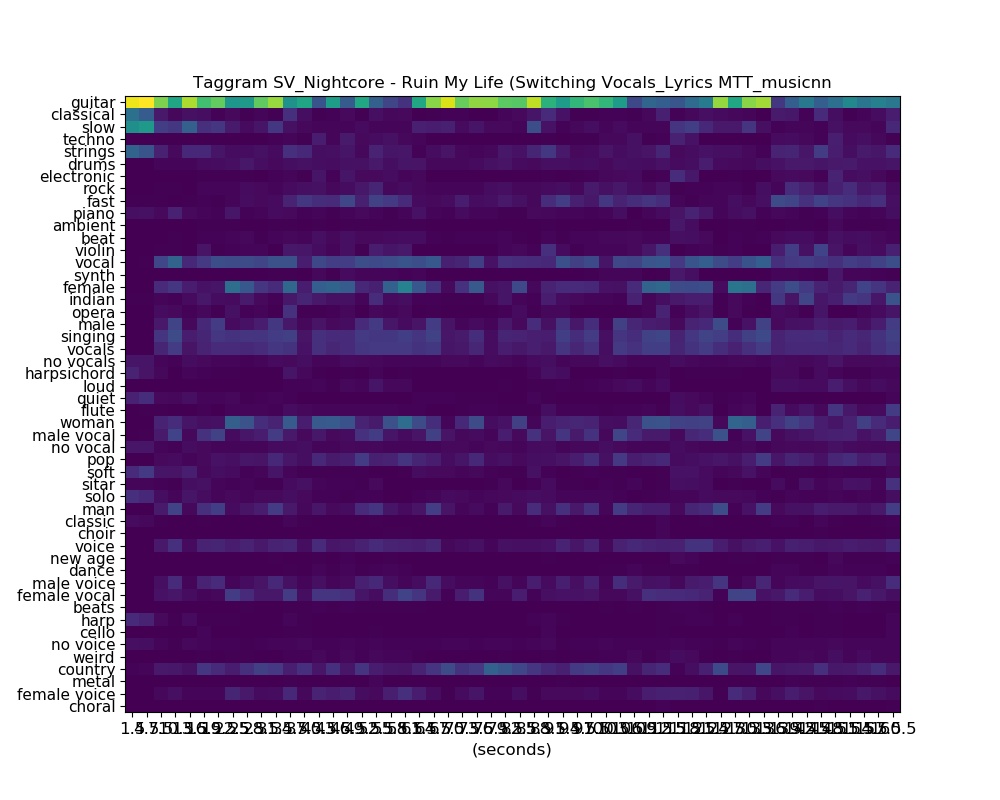 Taggram SV_Nightcore - Ruin My Life (Switching Vocals_Lyrics MTT_musicnn
guitar
classical
slow
techno
strings
drums
electronic
rock
fast
piano
ambient
beat
violin
vocal
synth
female
indian
opera
male
singing
vocals
no vocals
harpsichord
loud
quiet
flute
woman
male vocal
no vocal
pop
soft
sitar
solo
man
classic
choir
voice
new age
dance
male voice
female vocal
beats
harp
cello
no voice
weird
country
metal
female voice
choral
(seconds)